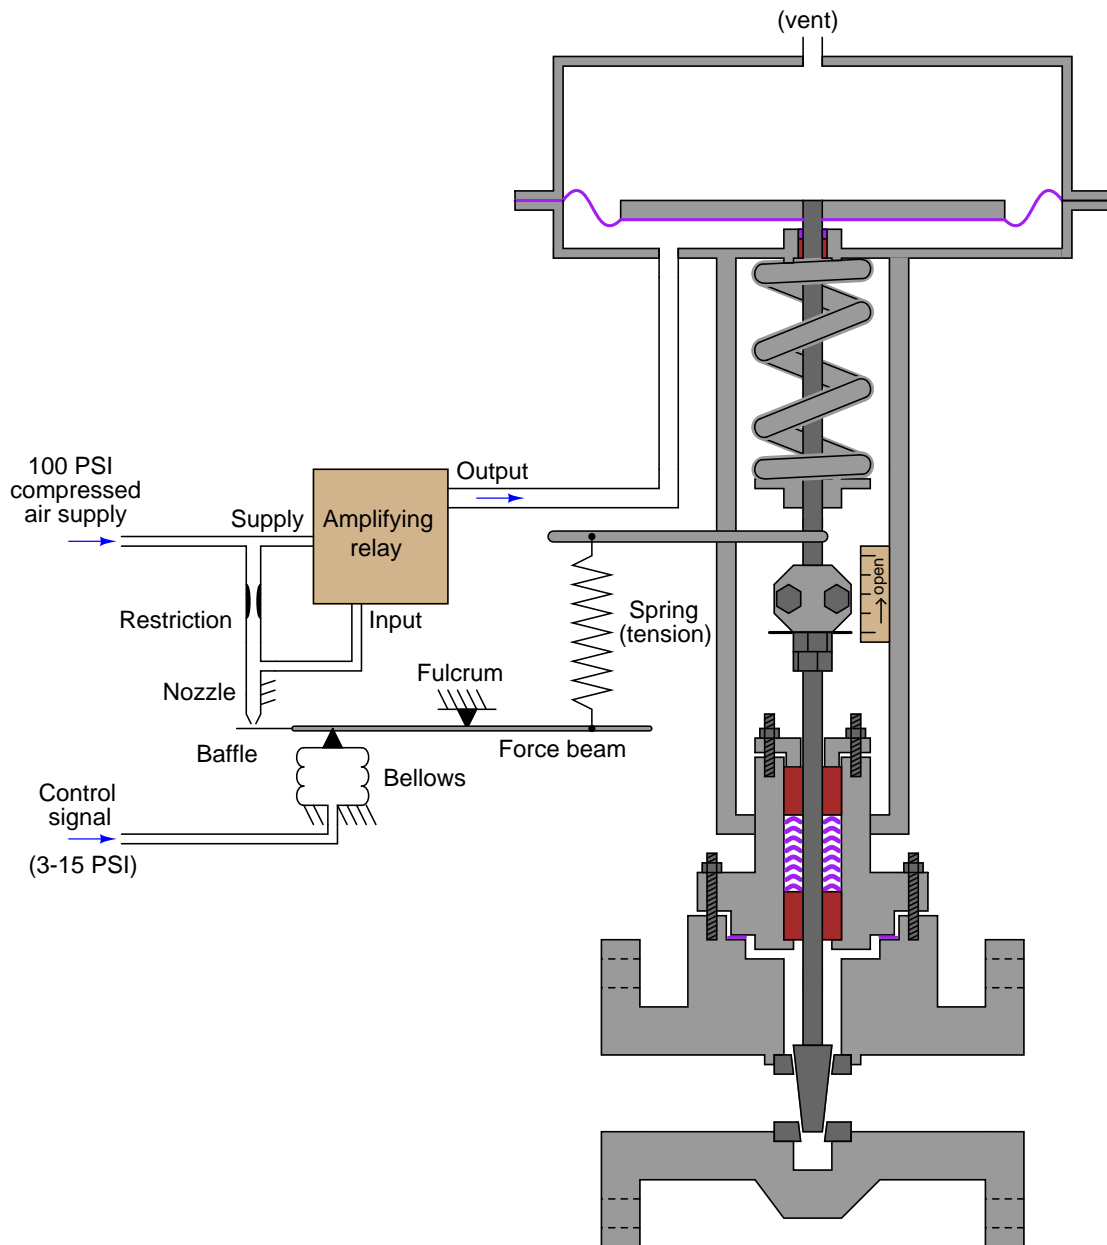 (vent)
100 PSI
compressed
air supply
Supply
Amplifying
relay
Output
Restriction
Input
Nozzle
Fulcrum
Spring
(tension)
open
Baffle
Force beam
Bellows
Control
signal
(3-15 PSI)